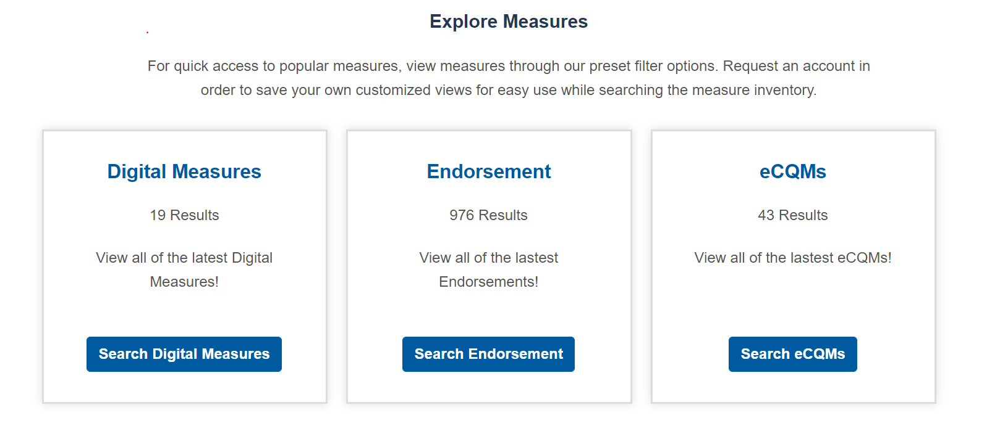 Explore Measures
For quick access to popular measures, view measures through our preset filter options. Request an account in
order to save your own customized views for easy use while searching the measure inventory.
Digital Measures
19 Results
View all of the latest Digital
Measures!
Search Digital Measures
Endorsement
976 Results
View all of the lastest
Endorsements!
Search Endorsement
eCQMs
43 Results
View all of the lastest eCQMs!
Search eCQMs